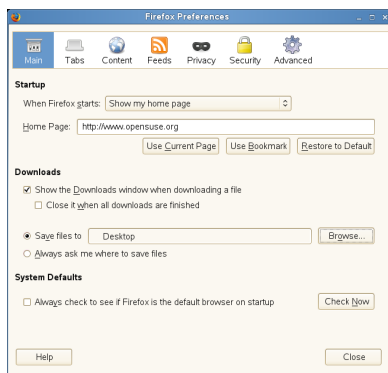 Firefox Preferences
Main Tabs Content Feeds Privacy Security Advanced
Startup
When Firefox starts: Show my home page
Home Page: http://www.opensuse.org
Use Current Page Use Bookmark Restore to Default
Downloads
Show the Downloads window when downloading a file
Close it when all downloads are finished
Save files to Desktop Browse...
Always ask me where to save files
System Defaults
Always check to see if Firefox is the default browser on startup Check Now
Help Close